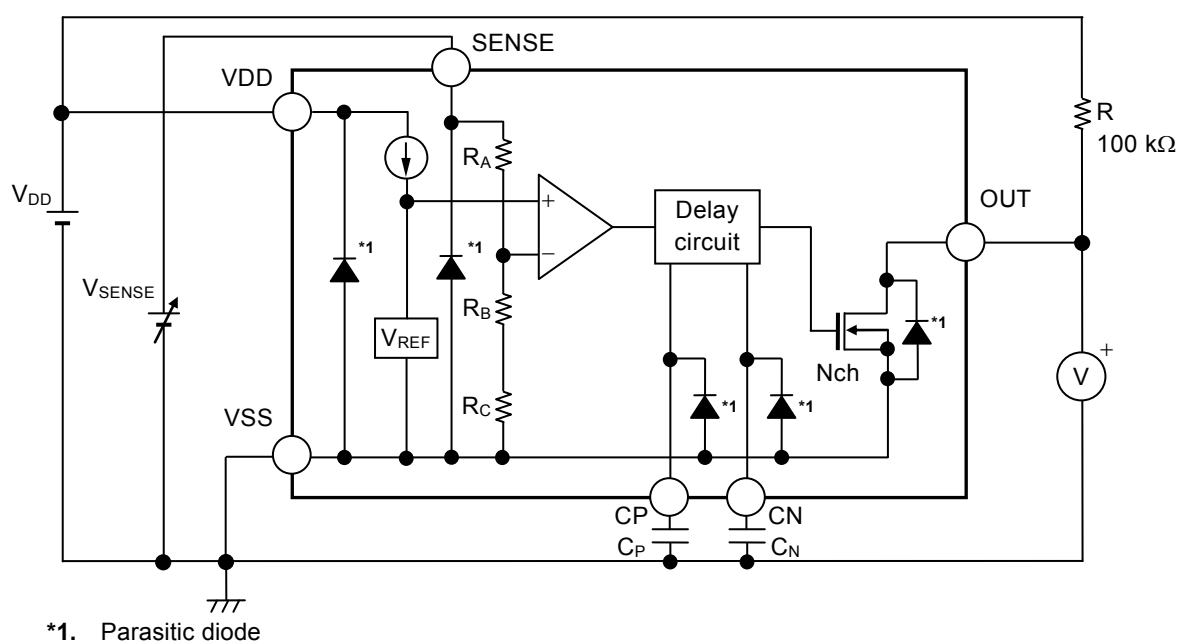 SENSE
VDD
R
100 kΩ
RA
*1
*1
+
−
Delay
circuit
OUT
VDD
VSENSE
RB
VREF
*1
Nch
+
V
*1
*1
RC
VSS
CP
CN
CP
CN
*1. Parasitic diode